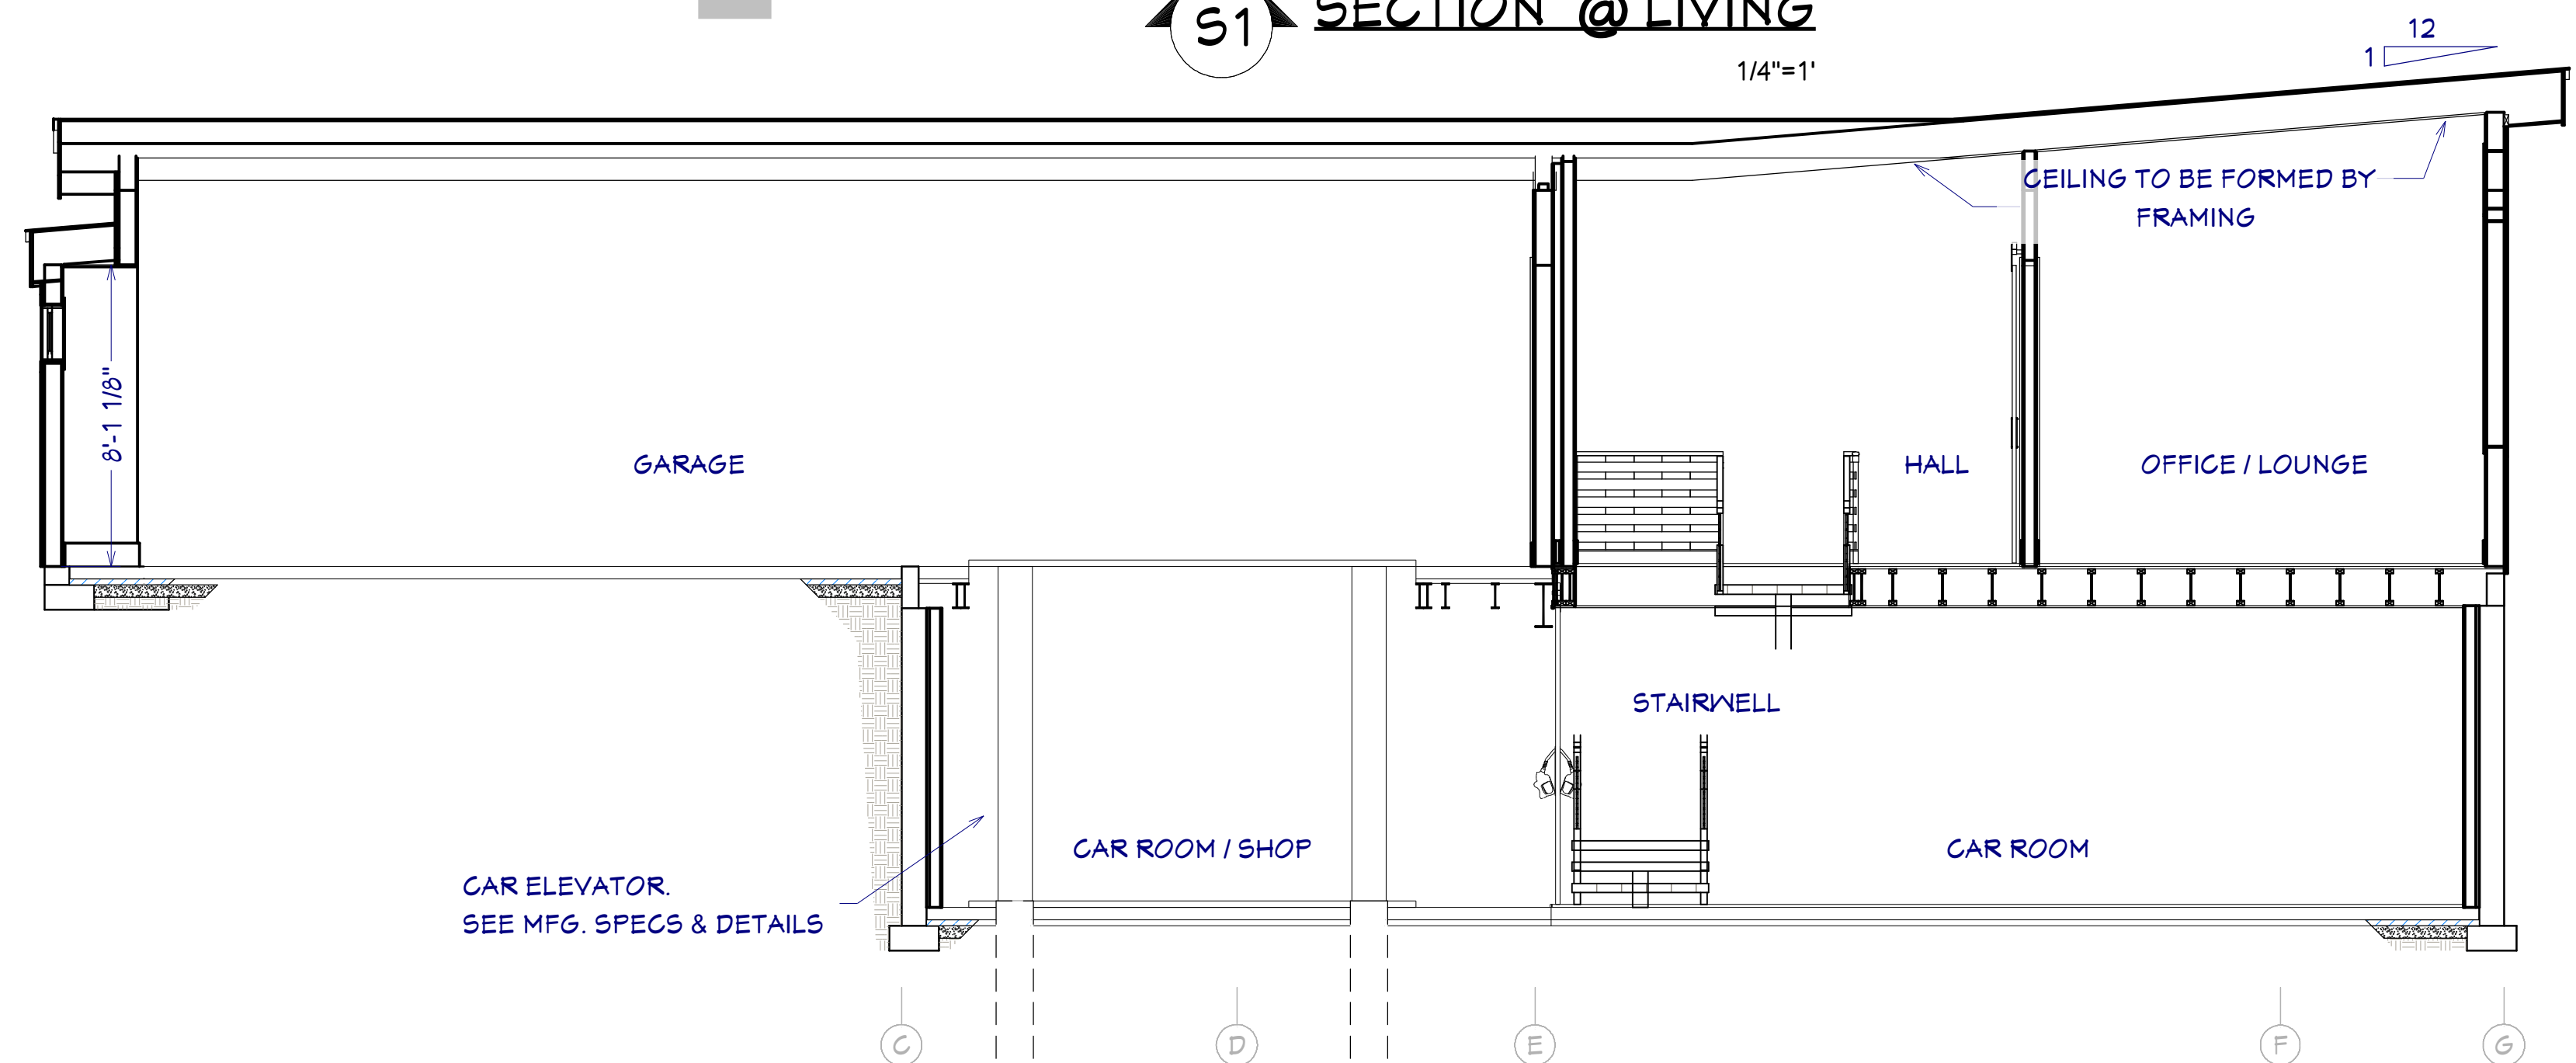 S1
SECTION @ LIVING
1/4"=1'
12
1
CEILING TO BE FORMED BY
FRAMING
8'-1 1/8"
GARAGE
HALL
OFFICE / LOUNGE
STAIRWELL
CAR ROOM / SHOP
CAR ROOM
CAR ELEVATOR.
SEE MFG. SPECS & DETAILS
C
D
E
F
G